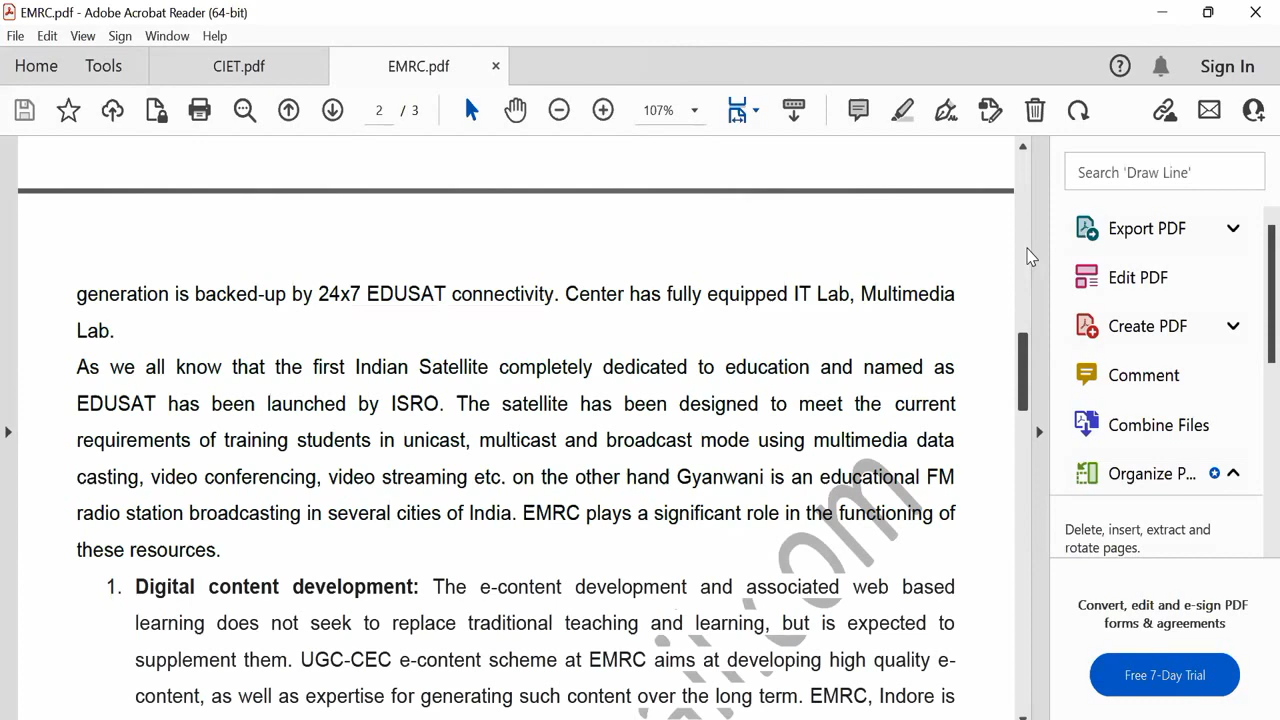 EMRC.pdf - Adobe Acrobat Reader (64-bit)
File Edit View Sign Window Help
Home Tools CIET.pdf EMRC.pdf × Sign In
2 / 3 107%
Search 'Draw Line'
Export PDF
Edit PDF
Create PDF
Comment
Combine Files
Organize P...
Delete, insert, extract and
rotate pages.
Convert, edit and e-sign PDF
forms & agreements
Free 7-Day Trial
generation is backed-up by 24x7 EDUSAT connectivity. Center has fully equipped IT Lab, Multimedia
Lab.
As we all know that the first Indian Satellite completely dedicated to education and named as
EDUSAT has been launched by ISRO. The satellite has been designed to meet the current
requirements of training students in unicast, multicast and broadcast mode using multimedia data
casting, video conferencing, video streaming etc. on the other hand Gyanwani is an educational FM
radio station broadcasting in several cities of India. EMRC plays a significant role in the functioning of
these resources.
1. Digital content development: The e-content development and associated web based
learning does not seek to replace traditional teaching and learning, but is expected to
supplement them. UGC-CEC e-content scheme at EMRC aims at developing high quality e-
content, as well as expertise for generating such content over the long term. EMRC, Indore is